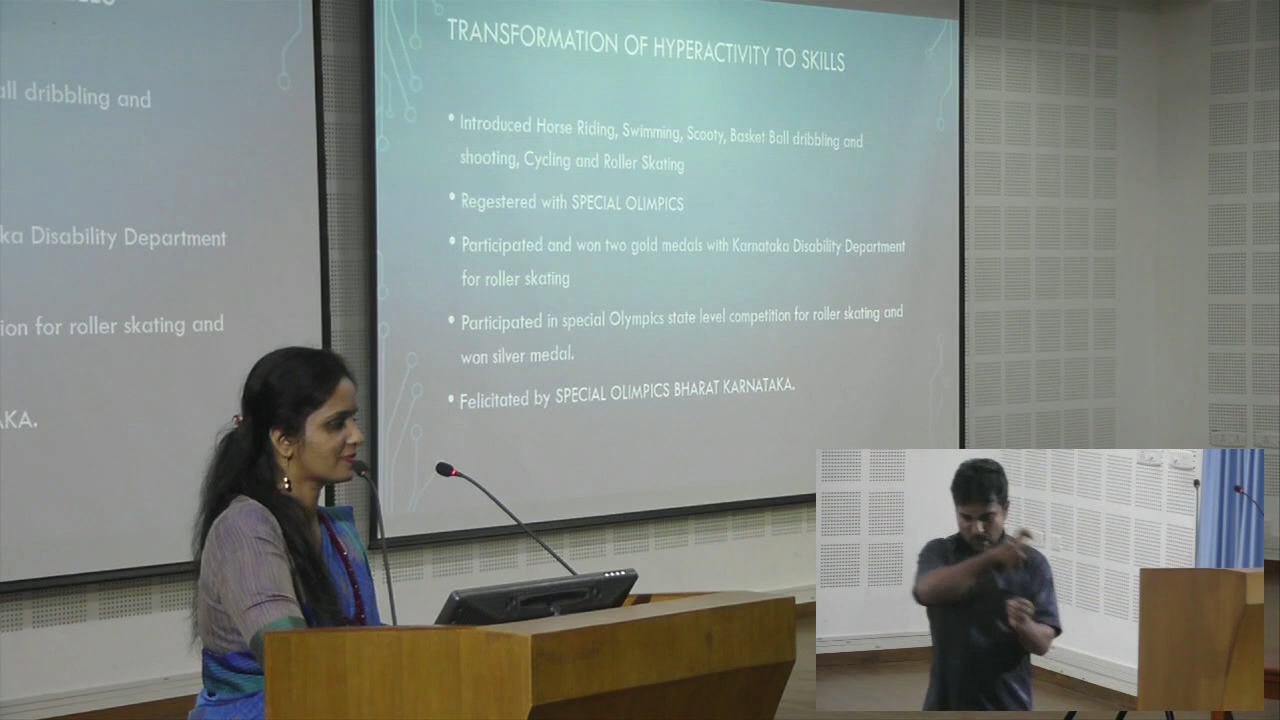 all dribbling and
ka Disability Department
ion for roller skating and
AKA.
TRANSFORMATION OF HYPERACTIVITY TO SKILLS
• Introduced Horse Riding, Swimming, Scooty, Basket Ball dribbling and
shooting, Cycling and Roller Skating
• Regestered with SPECIAL OLIMPICS
• Participated and won two gold medals with Karnataka Disability Department
for roller skating
• Participated in special Olympics state level competition for roller skating and
won silver medal.
• Felicitated by SPECIAL OLIMPICS BHARAT KARNATAKA.